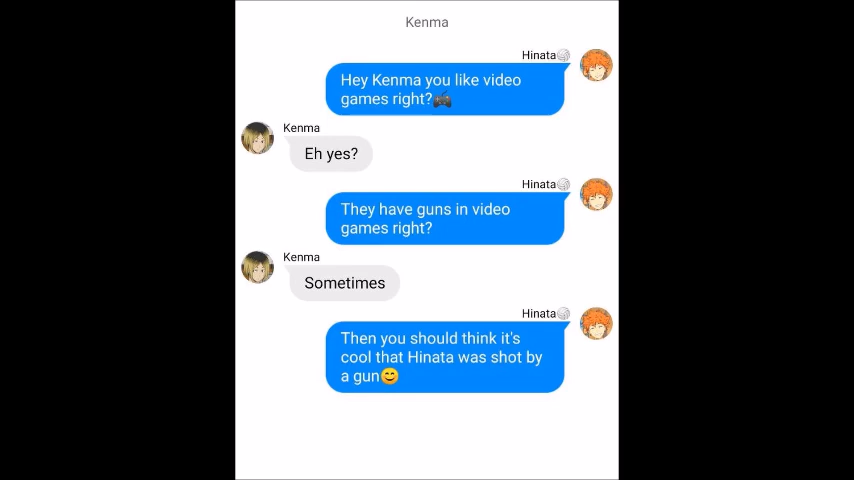 Kenma
Hinata🏐
Hey Kenma you like video
games right?🎮
Kenma
Eh yes?
Hinata🏐
They have guns in video
games right?
Kenma
Sometimes
Hinata🏐
Then you should think it's
cool that Hinata was shot by
a gun😊